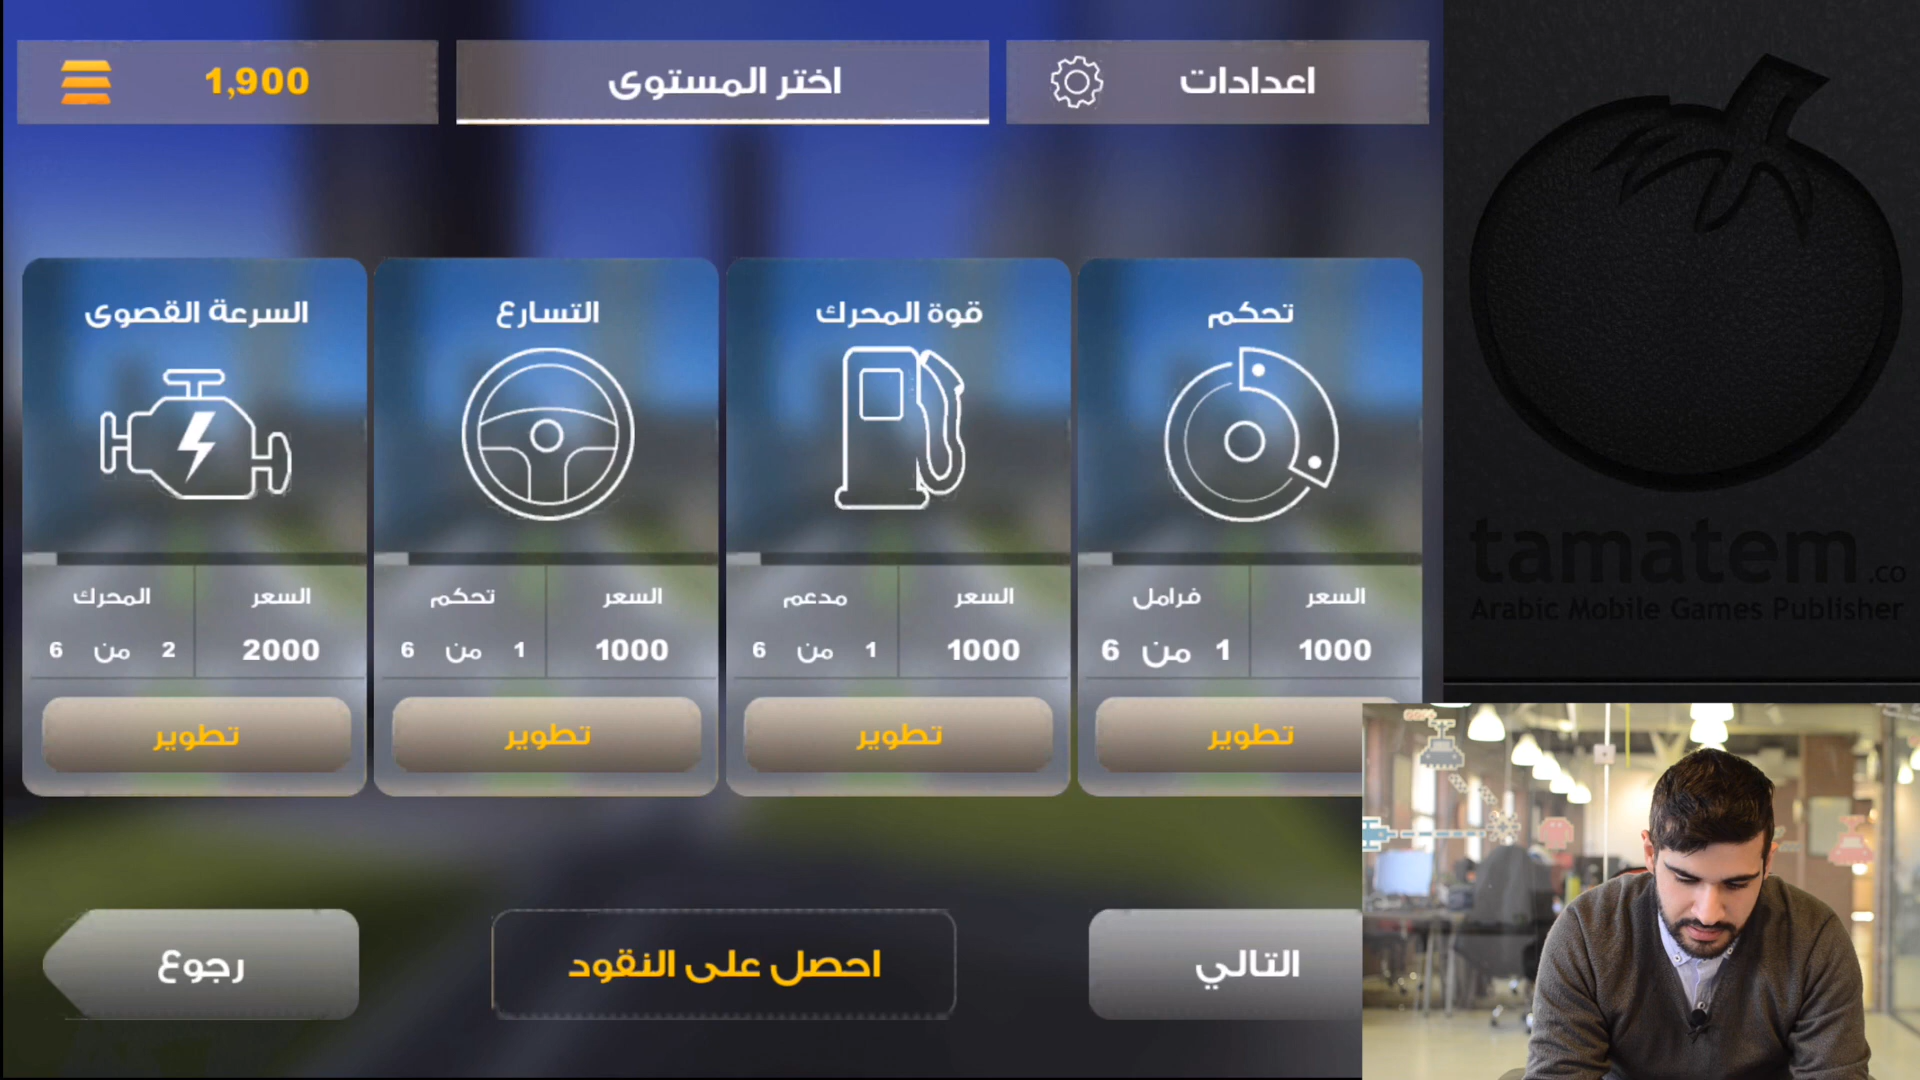 اعدادات
اختر المستوى
1,900
تحكم
السعر
فرامل
1000
1 من 6
تطوير
قوة المحرك
السعر
مدعم
1000
1 من 6
تطوير
التسارع
السعر
تحكم
1000
1 من 6
تطوير
السرعة القصوى
السعر
المحرك
2000
2 من 6
تطوير
التالي
احصل على النقود
رجوع
tamatem.co
Arabic Mobile Games Publisher